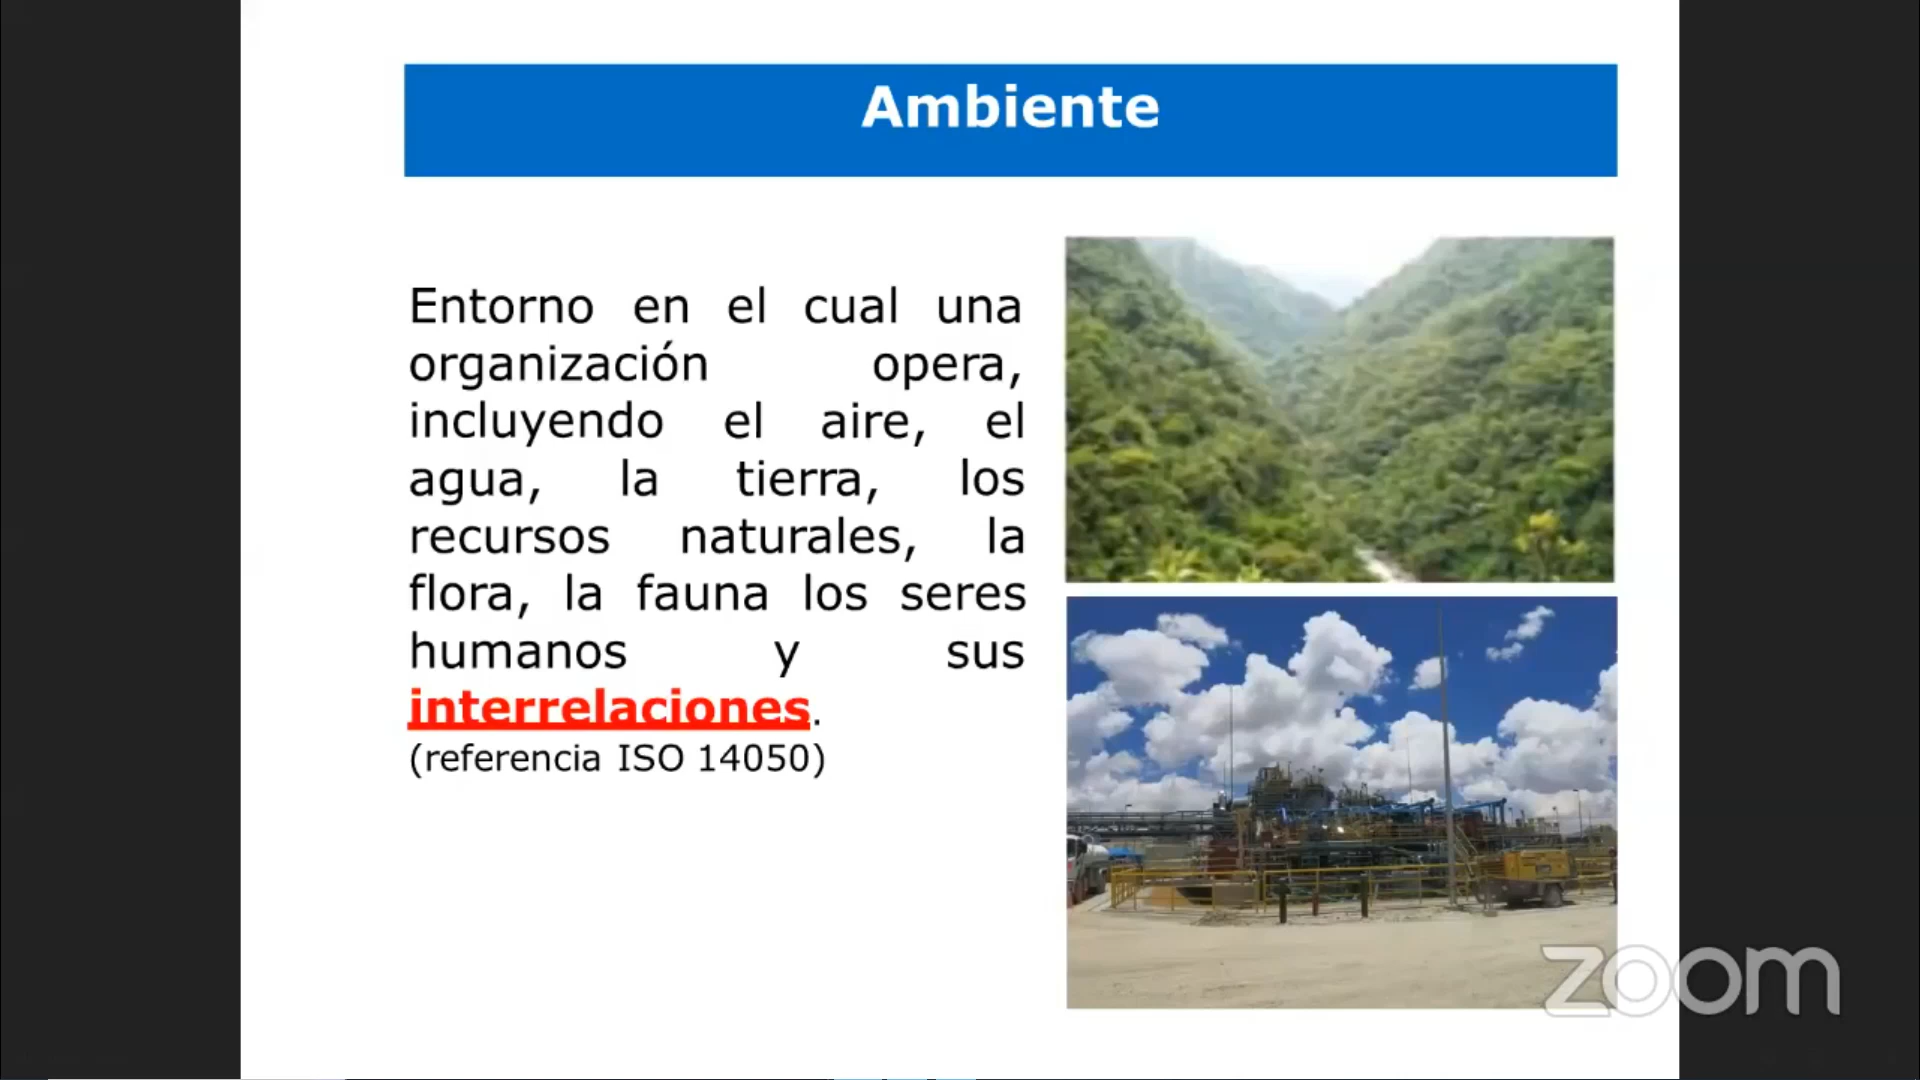 Ambiente
Entorno en el cual una
organización opera,
incluyendo el aire, el
agua, la tierra, los
recursos naturales, la
flora, la fauna los seres
humanos y sus
interrelaciones.
(referencia ISO 14050)
zoom